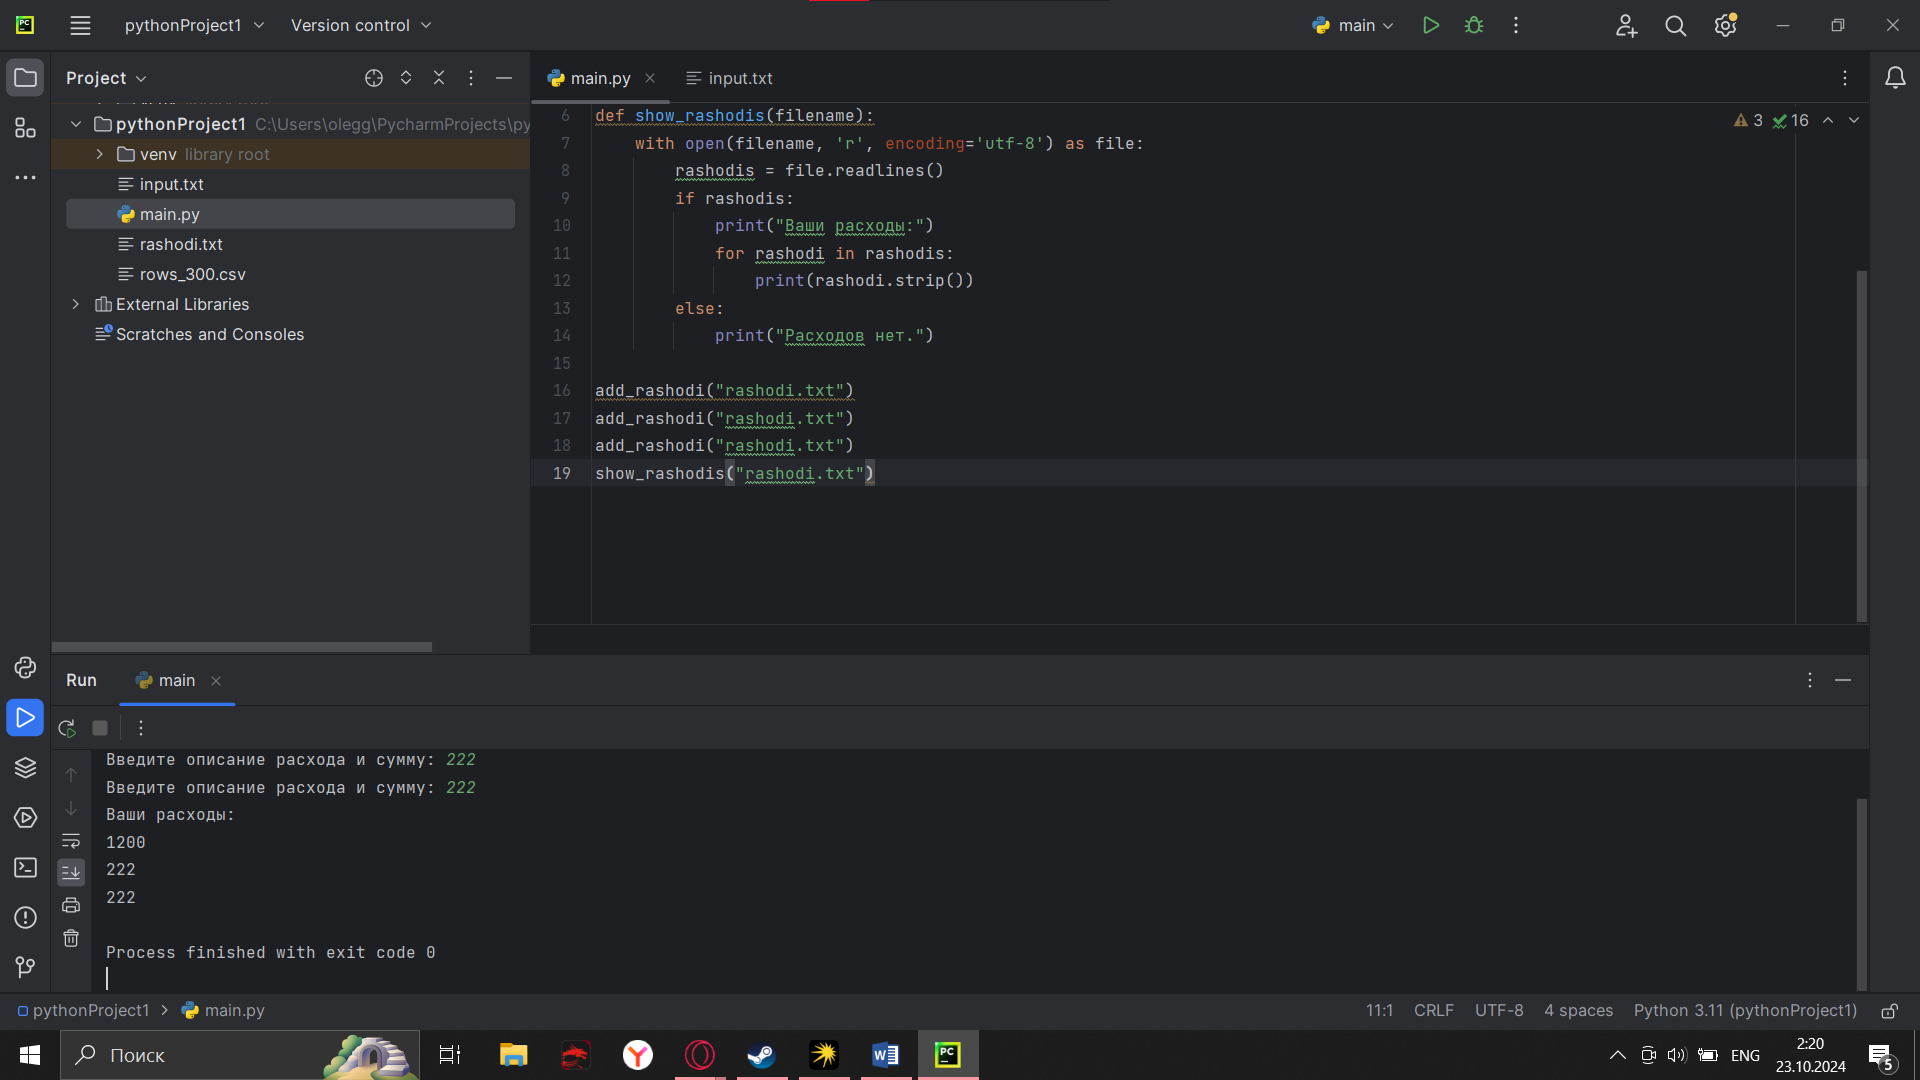 pythonProject1
Version control
main
Project
main.py
input.txt
pythonProject1 C:\Users\olegg\PycharmProjects\py
venv library root
input.txt
main.py
rashodi.txt
rows_300.csv
External Libraries
Scratches and Consoles
3 16
6 def show_rashodis(filename):
7 with open(filename, 'r', encoding='utf-8') as file:
8 rashodis = file.readlines()
9 if rashodis:
10 print("Ваши расходы:")
11 for rashodi in rashodis:
12 print(rashodi.strip())
13 else:
14 print("Расходов нет.")
15
16 add_rashodi("rashodi.txt")
17 add_rashodi("rashodi.txt")
18 add_rashodi("rashodi.txt")
19 show_rashodis("rashodi.txt")
Run
main
Введите описание расхода и сумму: 222
Введите описание расхода и сумму: 222
Ваши расходы:
1200
222
222
Process finished with exit code 0
pythonProject1
main.py
11:1 CRLF UTF-8 4 spaces Python 3.11 (pythonProject1)
Поиск
ENG
2:20
23.10.2024
5